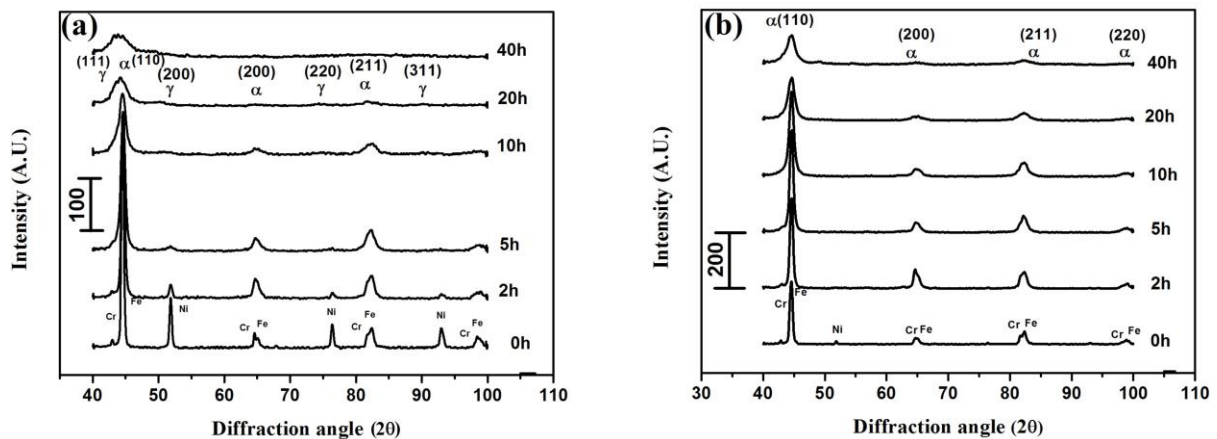 (a)
40h
(111) α (110) (200) (200) (220) (211) (311)
γ γ α γ α γ
20h
10h
100
5h
2h
Cr Fe Ni Cr Fe Ni Cr Fe Ni Cr Fe
0h
Intensity (A.U.)
40 50 60 70 80 90 100 110
Diffraction angle (2θ)
(b)
α(110) (200) (211) (220)
α α α
40h
20h
10h
5h
200
2h
Cr Fe Ni Cr Fe Cr Fe Cr Fe
0h
Intensity (A.U.)
30 40 50 60 70 80 90 100 110
Diffraction angle (2θ)